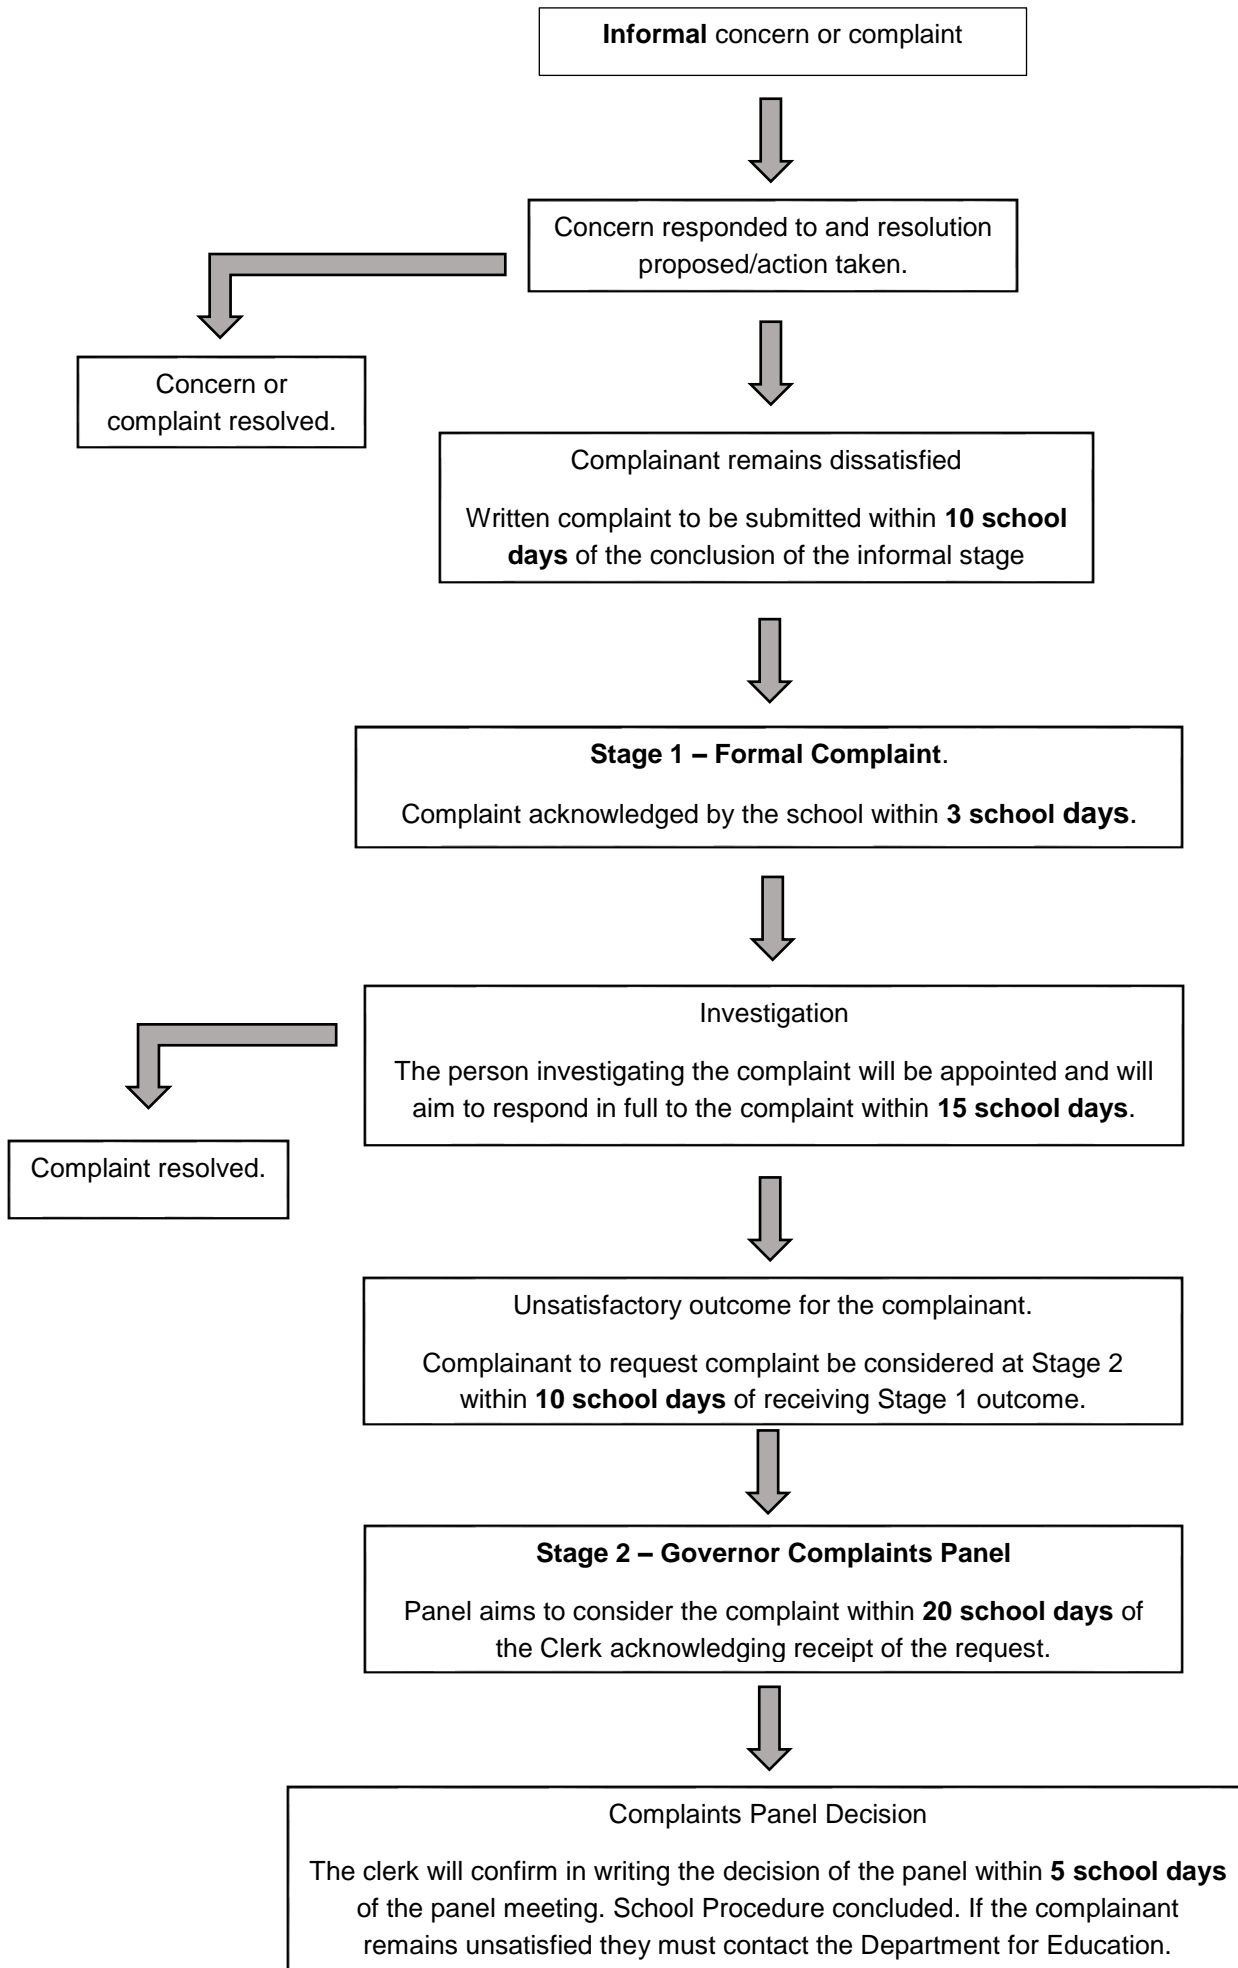 Informal concern or complaint
Concern responded to and resolution
proposed/action taken.
Concern or
complaint resolved.
Complainant remains dissatisfied
Written complaint to be submitted within 10 school
days of the conclusion of the informal stage
Stage 1 – Formal Complaint.
Complaint acknowledged by the school within 3 school days.
Investigation
The person investigating the complaint will be appointed and will
aim to respond in full to the complaint within 15 school days.
Complaint resolved.
Unsatisfactory outcome for the complainant.
Complainant to request complaint be considered at Stage 2
within 10 school days of receiving Stage 1 outcome.
Stage 2 – Governor Complaints Panel
Panel aims to consider the complaint within 20 school days of
the Clerk acknowledging receipt of the request.
Complaints Panel Decision
The clerk will confirm in writing the decision of the panel within 5 school days
of the panel meeting. School Procedure concluded. If the complainant
remains unsatisfied they must contact the Department for Education.